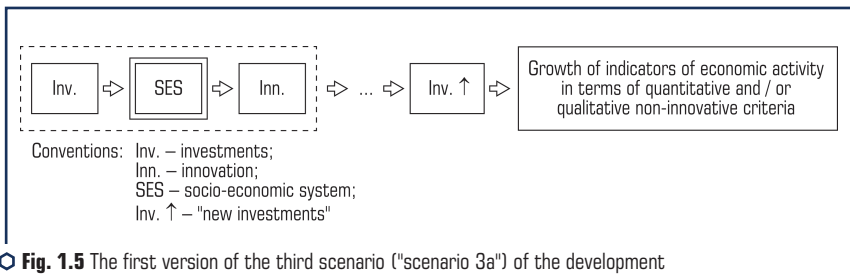 Inv.
SES
Inn.
...
Inv. ↑
Growth of indicators of economic activity
in terms of quantitative and / or
qualitative non-innovative criteria
Conventions: Inv. – investments;
Inn. – innovation;
SES – socio-economic system;
Inv. ↑ – "new investments"
Fig. 1.5 The first version of the third scenario ("scenario 3a") of the development